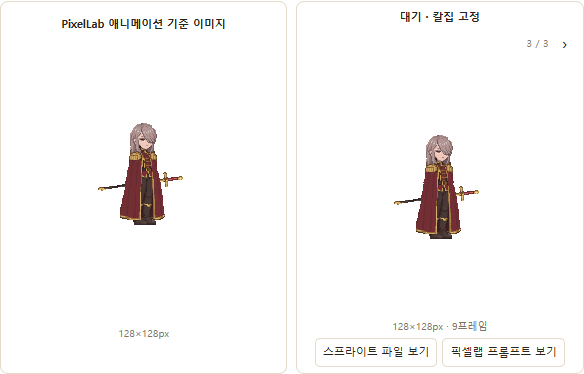 PixelLab 애니메이션 기준 이미지
128×128px
대기 · 칼집 고정
3 / 3 ›
128×128px · 9프레임
스프라이트 파일 보기
픽셀랩 프롬프트 보기